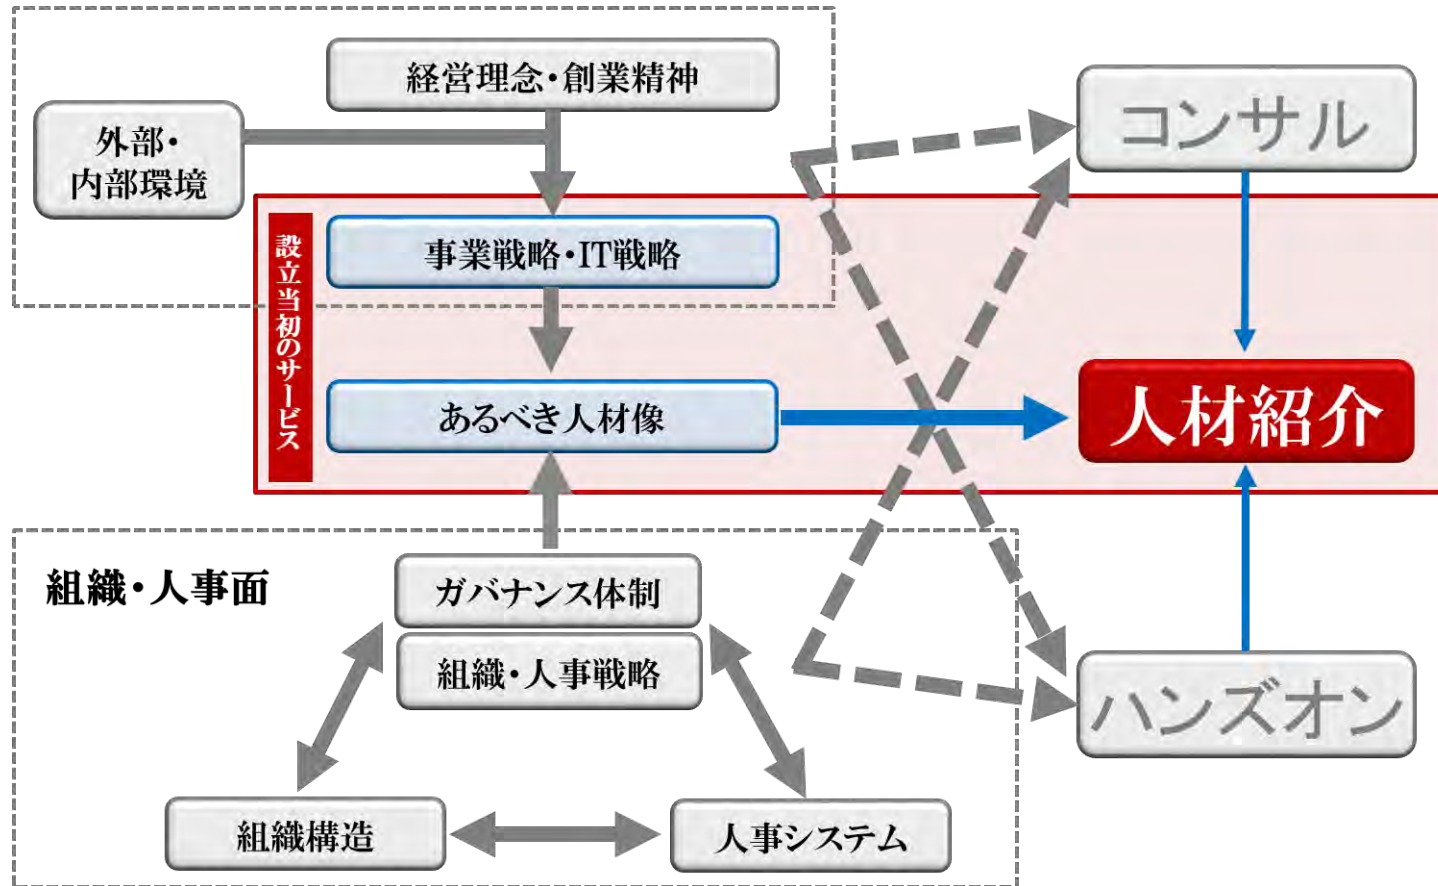 経営理念・創業精神
外部・
内部環境
コンサル
設立当初のサービス
事業戦略・IT戦略
あるべき人材像
人材紹介
組織・人事面
ガバナンス体制
組織・人事戦略
ハンズオン
組織構造
人事システム